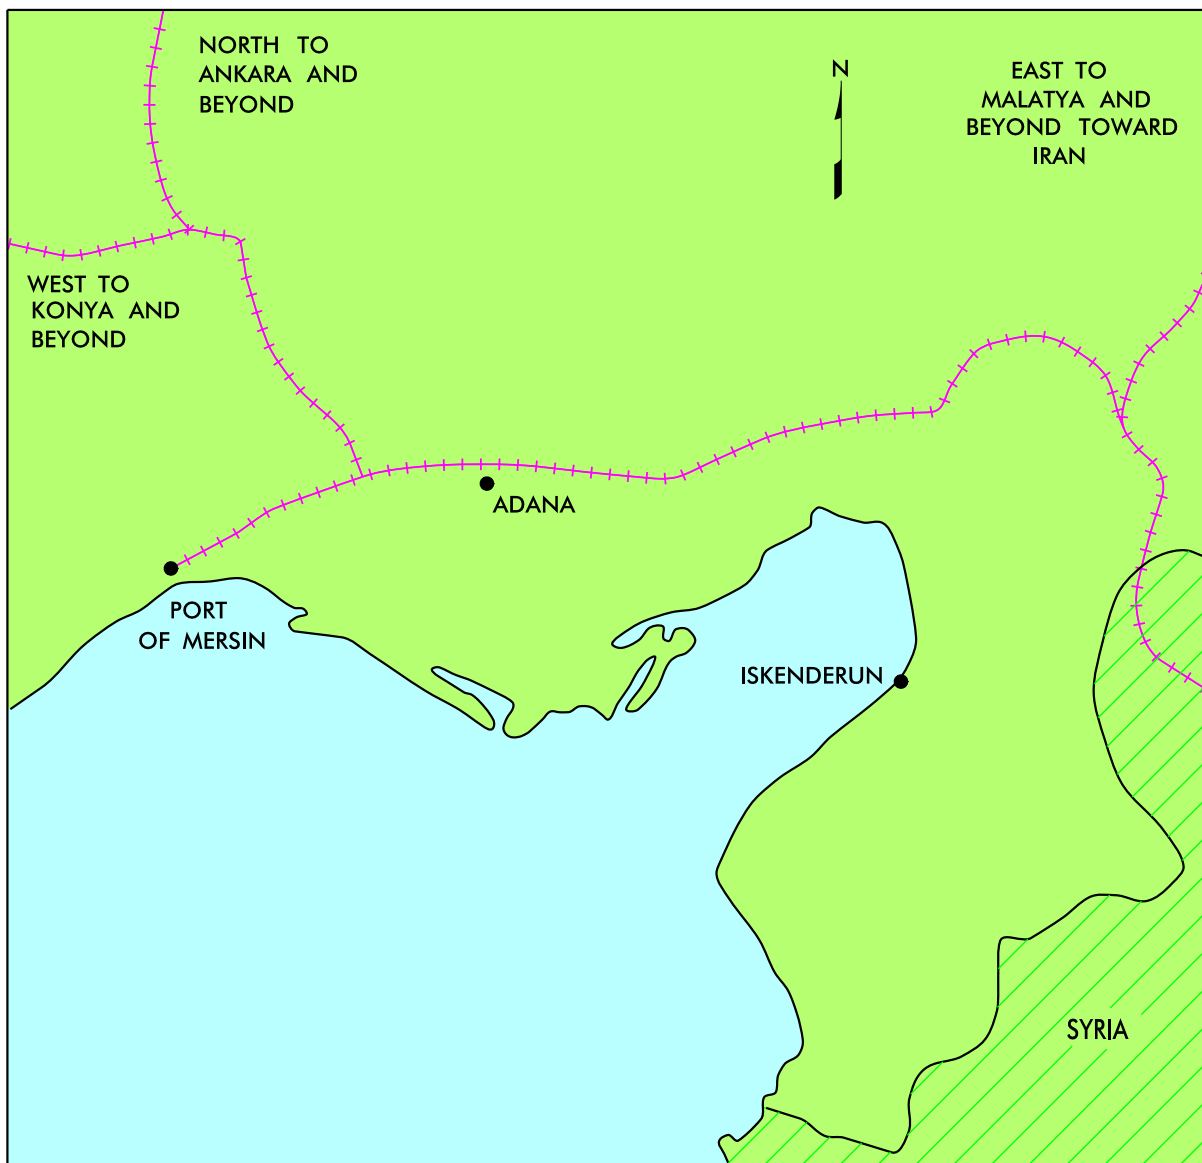 NORTH TO
ANKARA AND
BEYOND
N
EAST TO
MALATYA AND
BEYOND TOWARD
IRAN
WEST TO
KONYA AND
BEYOND
ADANA
PORT
OF MERSIN
ISKENDERUN
SYRIA